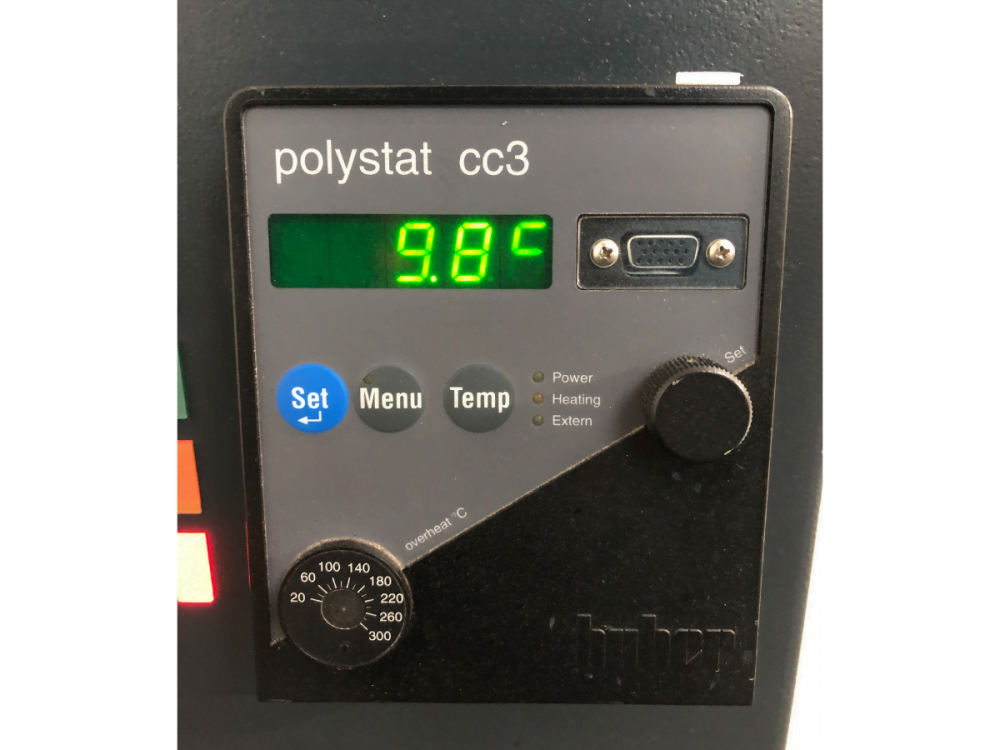 polystat cc3
9.8 c
Set
Set
Menu
Temp
Power
Heating
Extern
overheat °C
20 60 100 140 180 220 260 300
huber